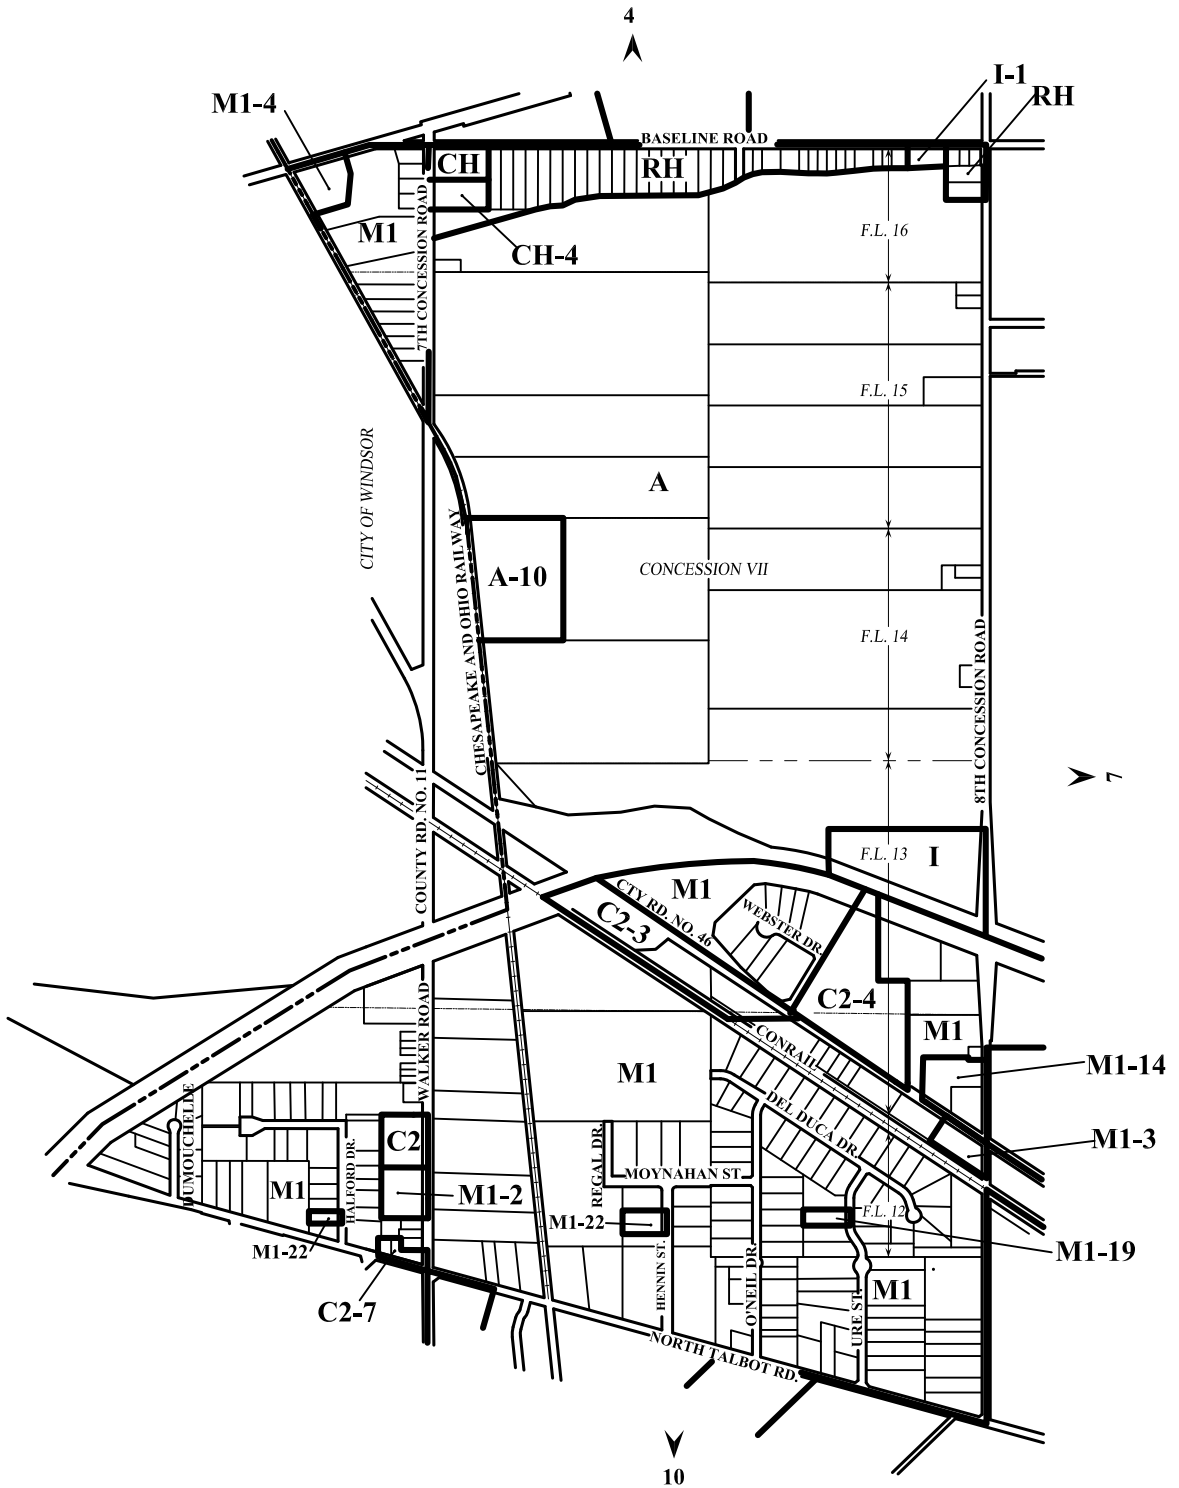 4
I-1
M1-4
RH
BASELINE ROAD
CH
RH
M1
F.L. 16
CH-4
7TH CONCESSION ROAD
F.L. 15
CITY OF WINDSOR
A
A-10
CONCESSION VII
CHESAPEAKE AND OHIO RAILWAY
F.L. 14
8TH CONCESSION ROAD
7
COUNTY RD. NO. 11
F.L. 13
I
M1
CTY RD. NO. 46
C2-3
WEBSTER DR.
C2-4
WALKER ROAD
M1
CONRAIL
M1
M1-14
DUMOUCHELLE
DEL DUCA DR.
C2
HALFORD DR.
REGAL DR.
M1-3
MOYNAHAN ST.
M1
M1-2
F.L. 12
M1-22
M1-22
M1-19
HENNIN ST.
O'NEIL DR.
M1
C2-7
URE ST.
NORTH TALBOT RD.
10